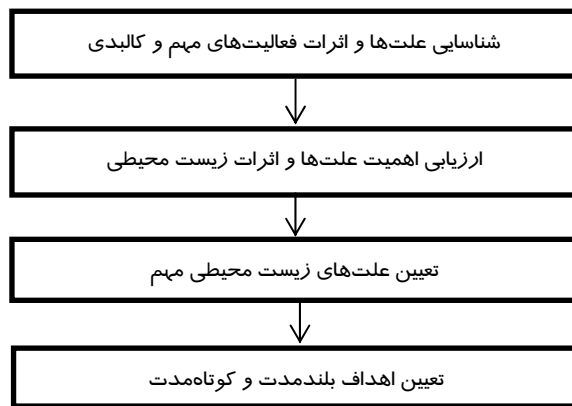 شناسایی علت‌ها و اثرات فعالیت‌های مهم و کالبدی
ارزیابی اهمیت علت‌ها و اثرات زیست محیطی
تعیین علت‌های زیست محیطی مهم
تعیین اهداف بلندمدت و کوتاه‌مدت